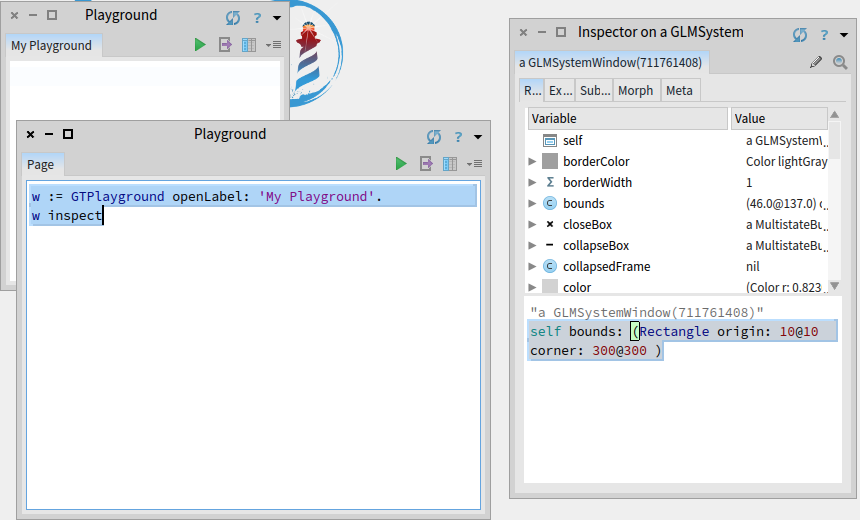 Playground
?
My Playground
Playground
?
Page
w := GTPlayground openLabel: 'My Playground'.
w inspect
Inspector on a GLMSystem
?
a GLMSystemWindow(711761408)
R... Ex... Sub... Morph Meta
Variable Value
self a GLMSystemW...
borderColor Color lightGray
Σ borderWidth 1
C bounds (46.0@137.0) c...
closeBox a MultistateBu...
collapseBox a MultistateBu...
C collapsedFrame nil
color (Color r: 0.823
"a GLMSystemWindow(711761408)"
self bounds: (Rectangle origin: 10@10
corner: 300@300 )